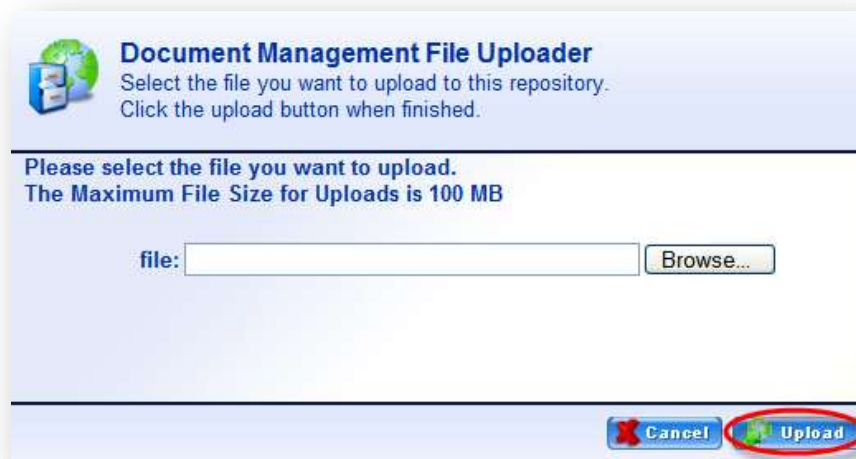 Document Management File Uploader
Select the file you want to upload to this repository.
Click the upload button when finished.
Please select the file you want to upload.
The Maximum File Size for Uploads is 100 MB
file: Browse...
Cancel Upload